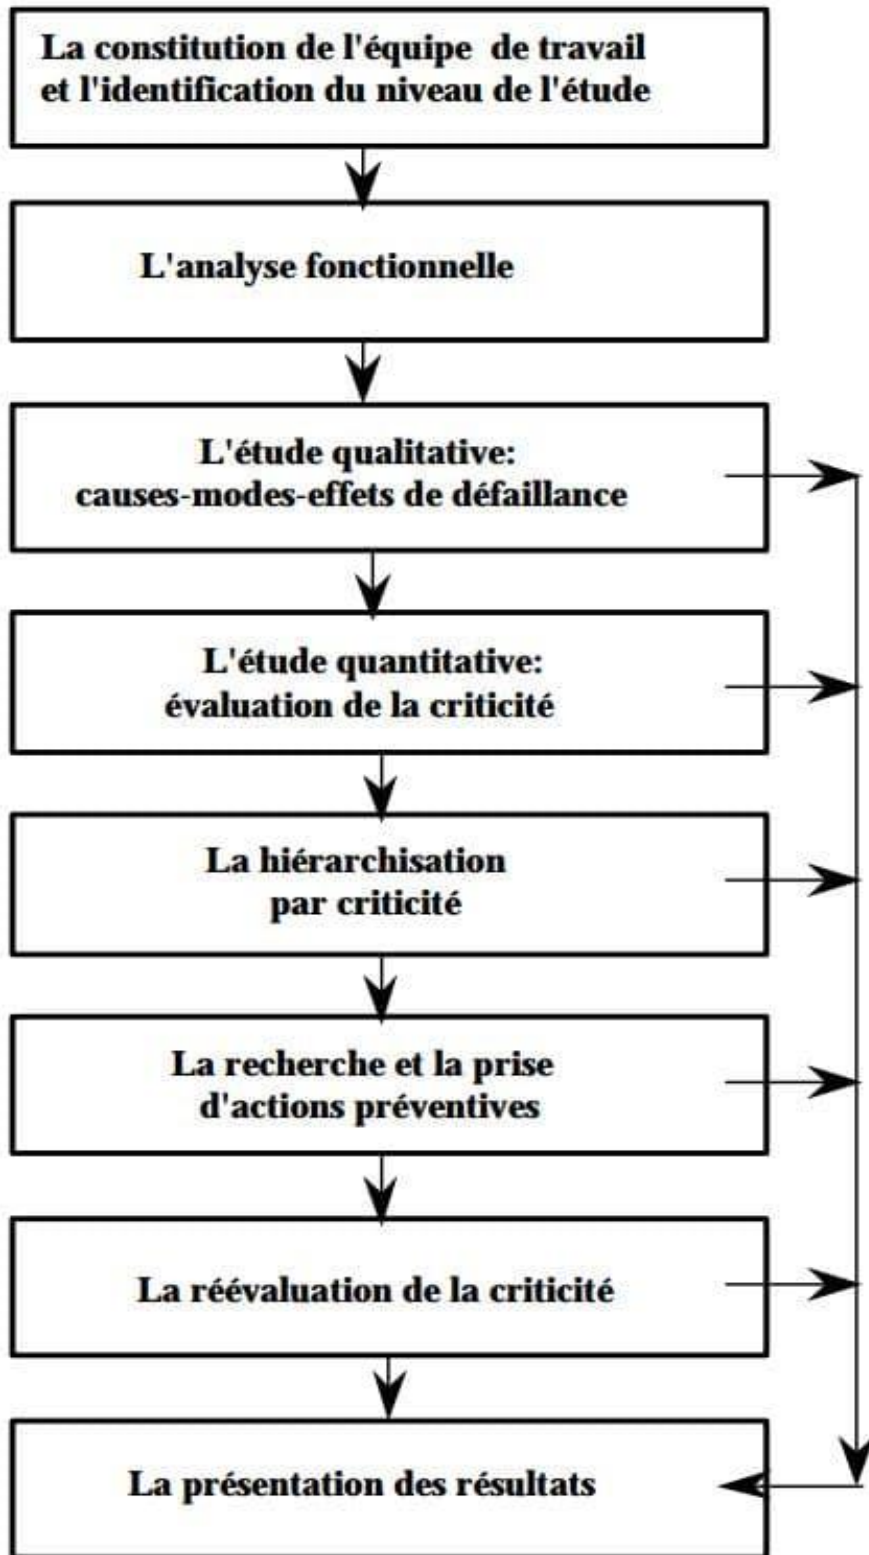 La constitution de l'équipe de travail
et l'identification du niveau de l'étude
L'analyse fonctionnelle
L'étude qualitative:
causes-modes-effets de défaillance
L'étude quantitative:
évaluation de la criticité
La hiérarchisation
par criticité
La recherche et la prise
d'actions préventives
La réévaluation de la criticité
La présentation des résultats